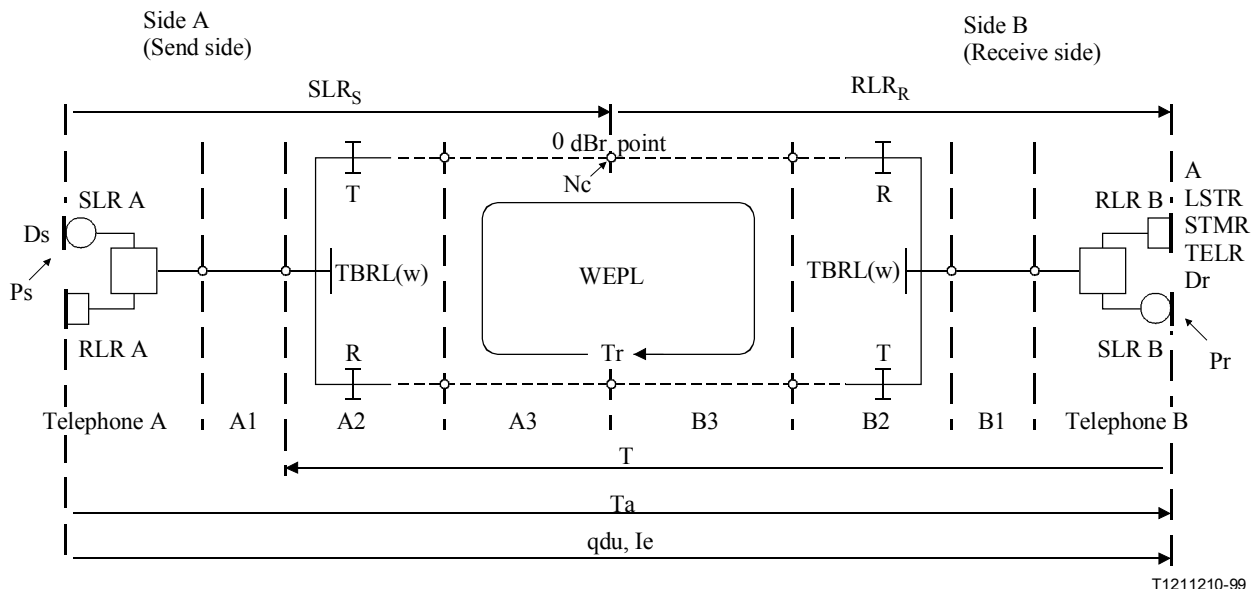 Side A
(Send side)
Side B
(Receive side)
SLRS
RLRR
0 dBr point
Nc
T
R
SLR A
Ds
Ps
RLR A
TBRL(w)
WEPL
TBRL(w)
RLR B
A
LSTR
STMR
TELR
Dr
SLR B
Pr
R
Tr
T
Telephone A
A1
A2
A3
B3
B2
B1
Telephone B
T
Ta
qdu, Ie
T1211210-99